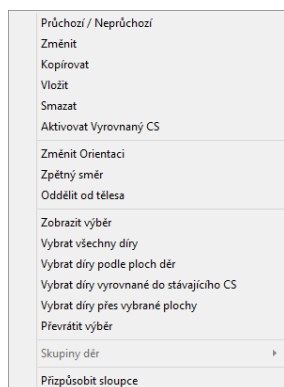 Průchozí / Neprůchozí
Změnit
Kopírovat
Vložit
Smazat
Aktivovat Vyrovnaný CS
Změnit Orientaci
Zpětný směr
Oddělit od tělesa
Zobrazit výběr
Vybrat všechny díry
Vybrat díry podle ploch děr
Vybrat díry vyrovnané do stávajícího CS
Vybrat díry přes vybrané plochy
Převrátit výběr
Skupiny děr
Přizpůsobit sloupce